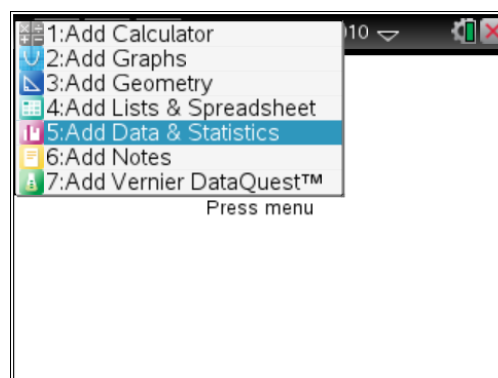 1:Add Calculator
10
2:Add Graphs
3:Add Geometry
4:Add Lists & Spreadsheet
5:Add Data & Statistics
6:Add Notes
7:Add Vernier DataQuest™
Press menu